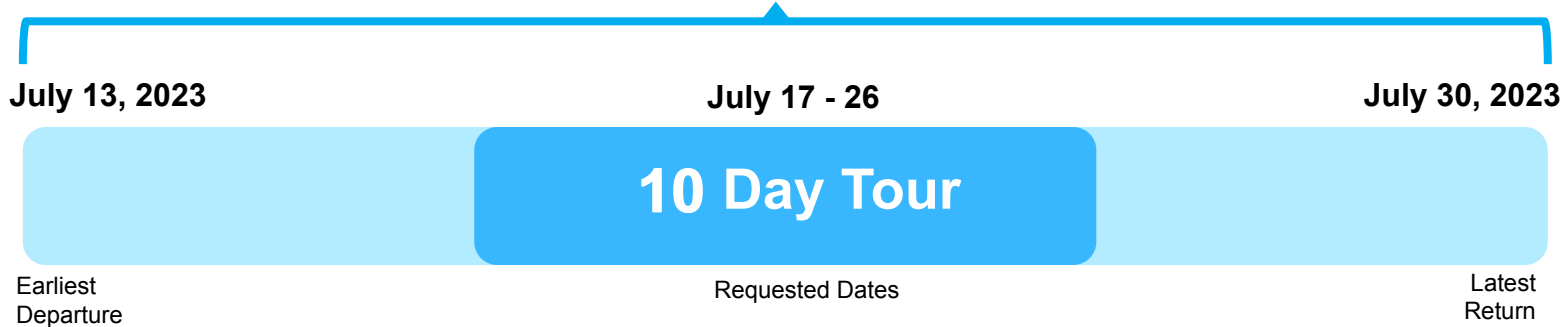 July 13, 2023
July 17 - 26
July 30, 2023
10 Day Tour
Earliest
Departure
Requested Dates
Latest
Return